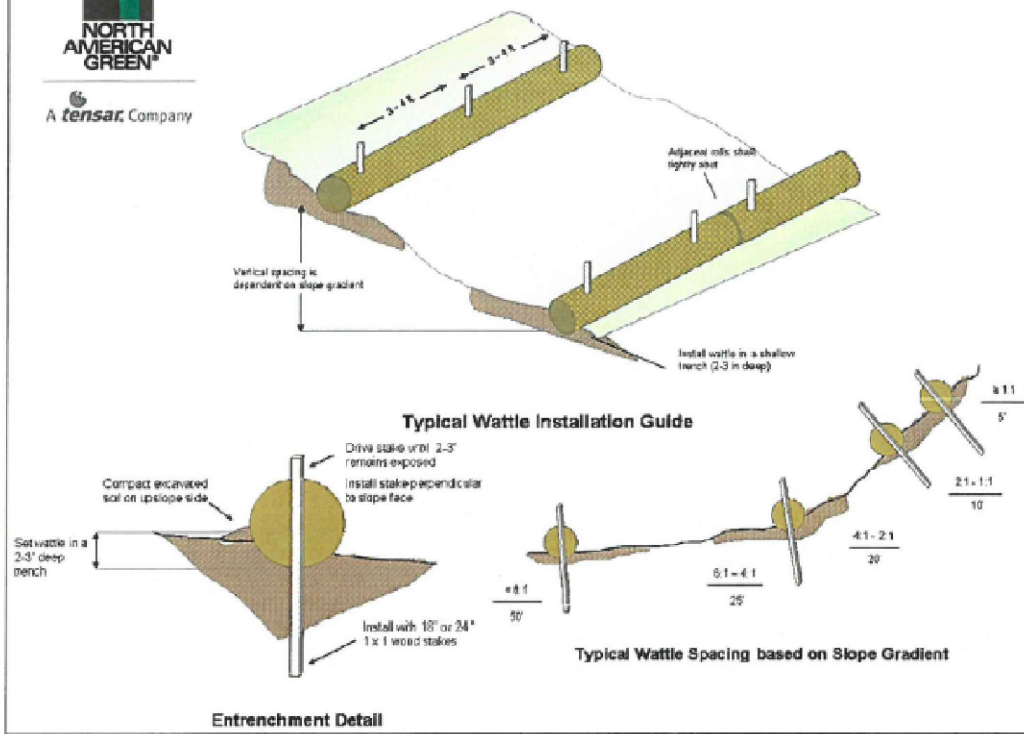 NORTH
AMERICAN
GREEN®
A tensar. Company
3-4 ft
3-4 ft
Adjacent rolls shall
tightly abut
Vertical spacing is
dependent on slope gradient
Install wattle in a shallow
trench (2-3 in deep)
Typical Wattle Installation Guide
Drive stake until 2-3"
remains exposed
Install stake perpendicular
to slope face
Compact excavated
soil on upslope side
Set wattle in a
2-3" deep
trench
Install with 18" or 24"
1 x 1 wood stakes
Entrenchment Detail
1:1
5'
2:1 - 1:1
10'
4:1 - 2:1
20'
6:1 - 4:1
25'
50'
Typical Wattle Spacing based on Slope Gradient